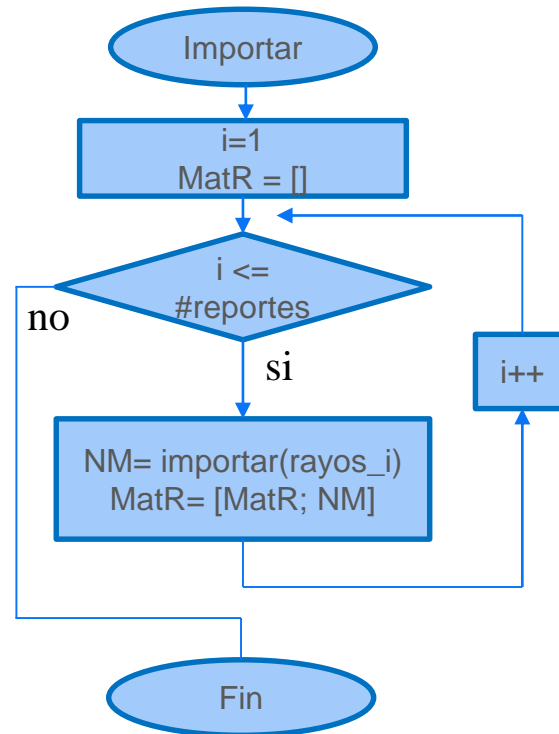 Importar
i=1
MatR = []
i <=
#reportes
no
si
i++
NM= importar(rayos_i)
MatR= [MatR; NM]
Fin